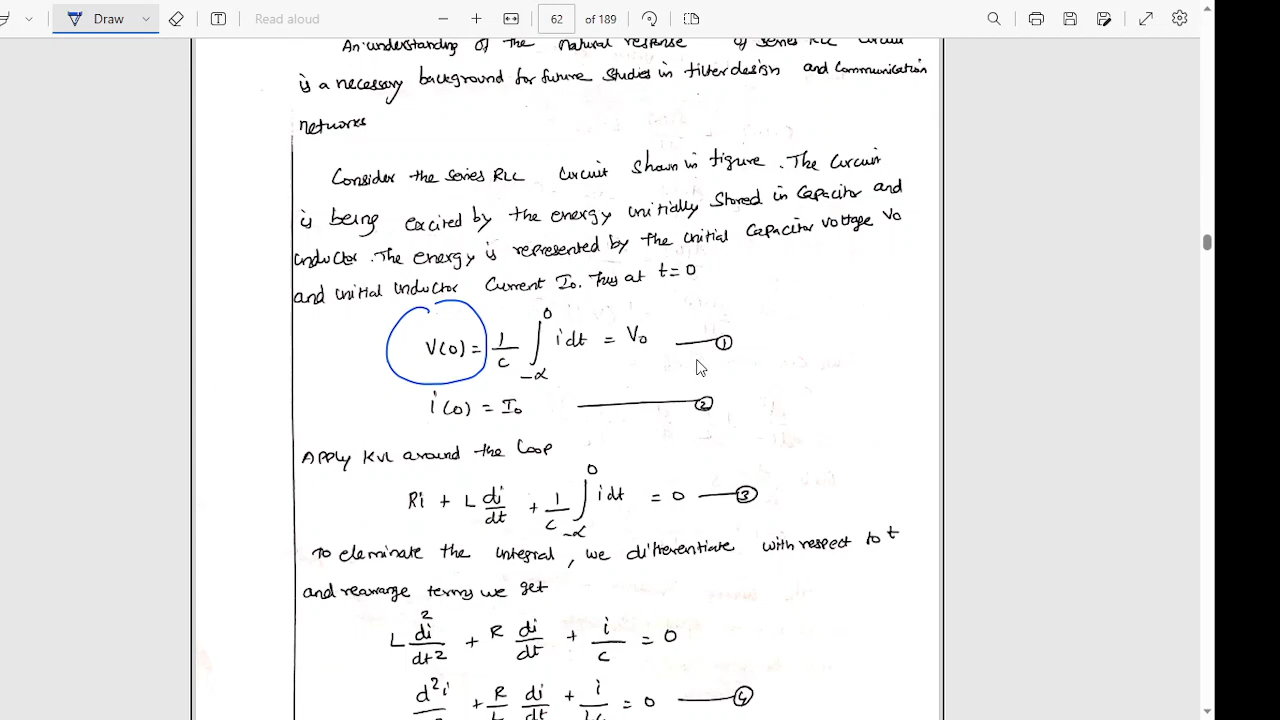 Draw
Read aloud
62 of 189
An understanding of the natural response of series RLC circuit
is a necessary background for future studies in filter design and communication
networks
Consider the series RLC circuit shown in figure. The circuit
is being excited by the energy initially stored in capacitor and
inductor. The energy is represented by the initial capacitor voltage Vo
and initial inductor current Io. Thus at t=0
V(0) = 1/C ∫_{-α}^{0} i dt = Vo —①
i(0) = Io —②
Apply KVL around the loop
Ri + L di/dt + 1/C ∫_{-α}^{0} i dt = 0 —③
To eleminate the integral, we differentiate with respect to t
and rearrange terms we get
L d²i/dt² + R di/dt + i/C = 0
d²i + R/L di/dt + i/LC = 0 —④